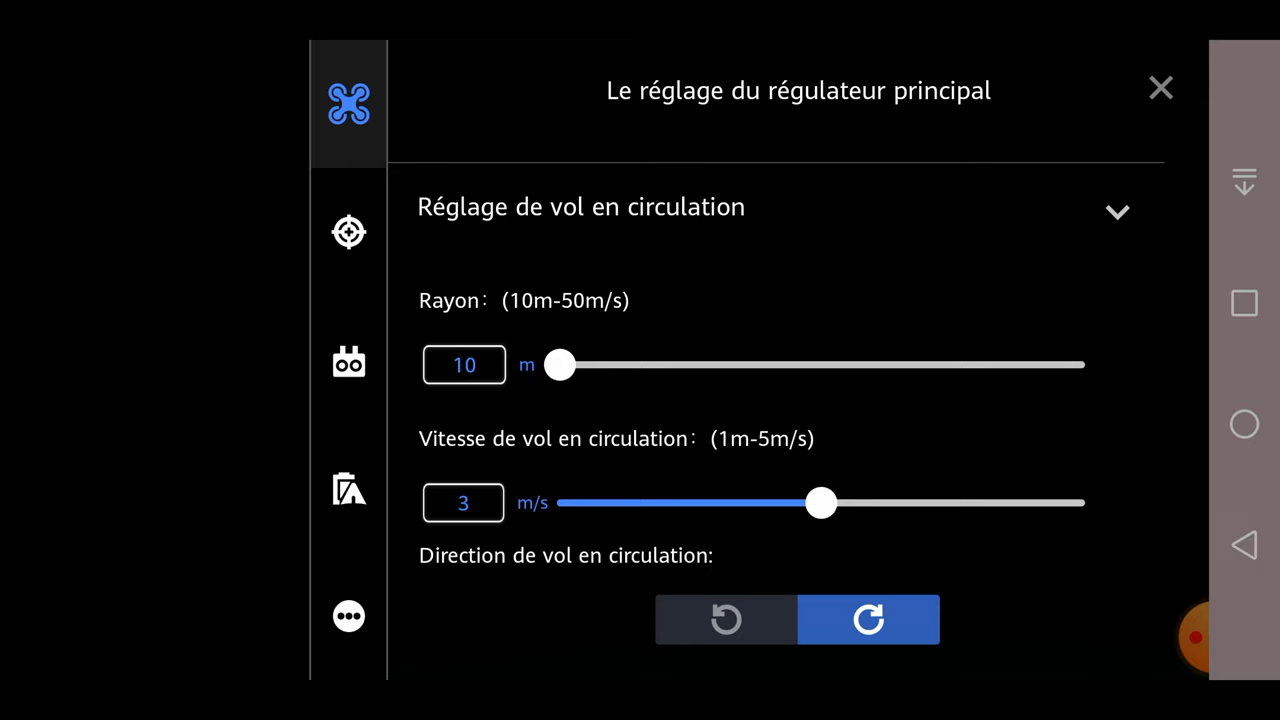 Le réglage du régulateur principal
Réglage de vol en circulation
Rayon: (10m-50m/s)
10 m
Vitesse de vol en circulation: (1m-5m/s)
3 m/s
Direction de vol en circulation: